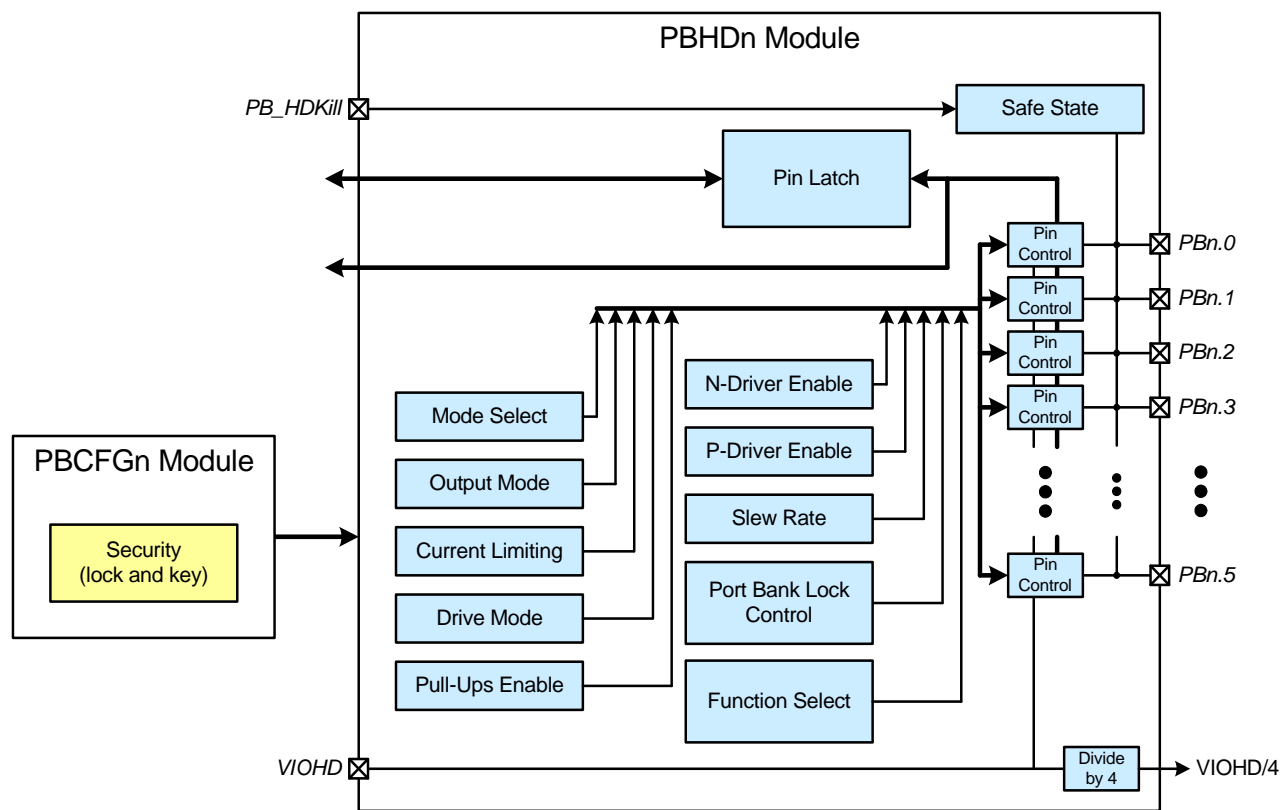 PBHDn Module
PB_HDKill
Safe State
Pin Latch
Pin
Control
PBn.0
Pin
Control
PBn.1
Pin
Control
PBn.2
Pin
Control
PBn.3
Mode Select
N-Driver Enable
PBCFGn Module
Output Mode
P-Driver Enable
Security
(lock and key)
Current Limiting
Slew Rate
Pin
Control
PBn.5
Drive Mode
Port Bank Lock
Control
Pull-Ups Enable
Function Select
VIOHD
Divide
by 4
VIOHD/4